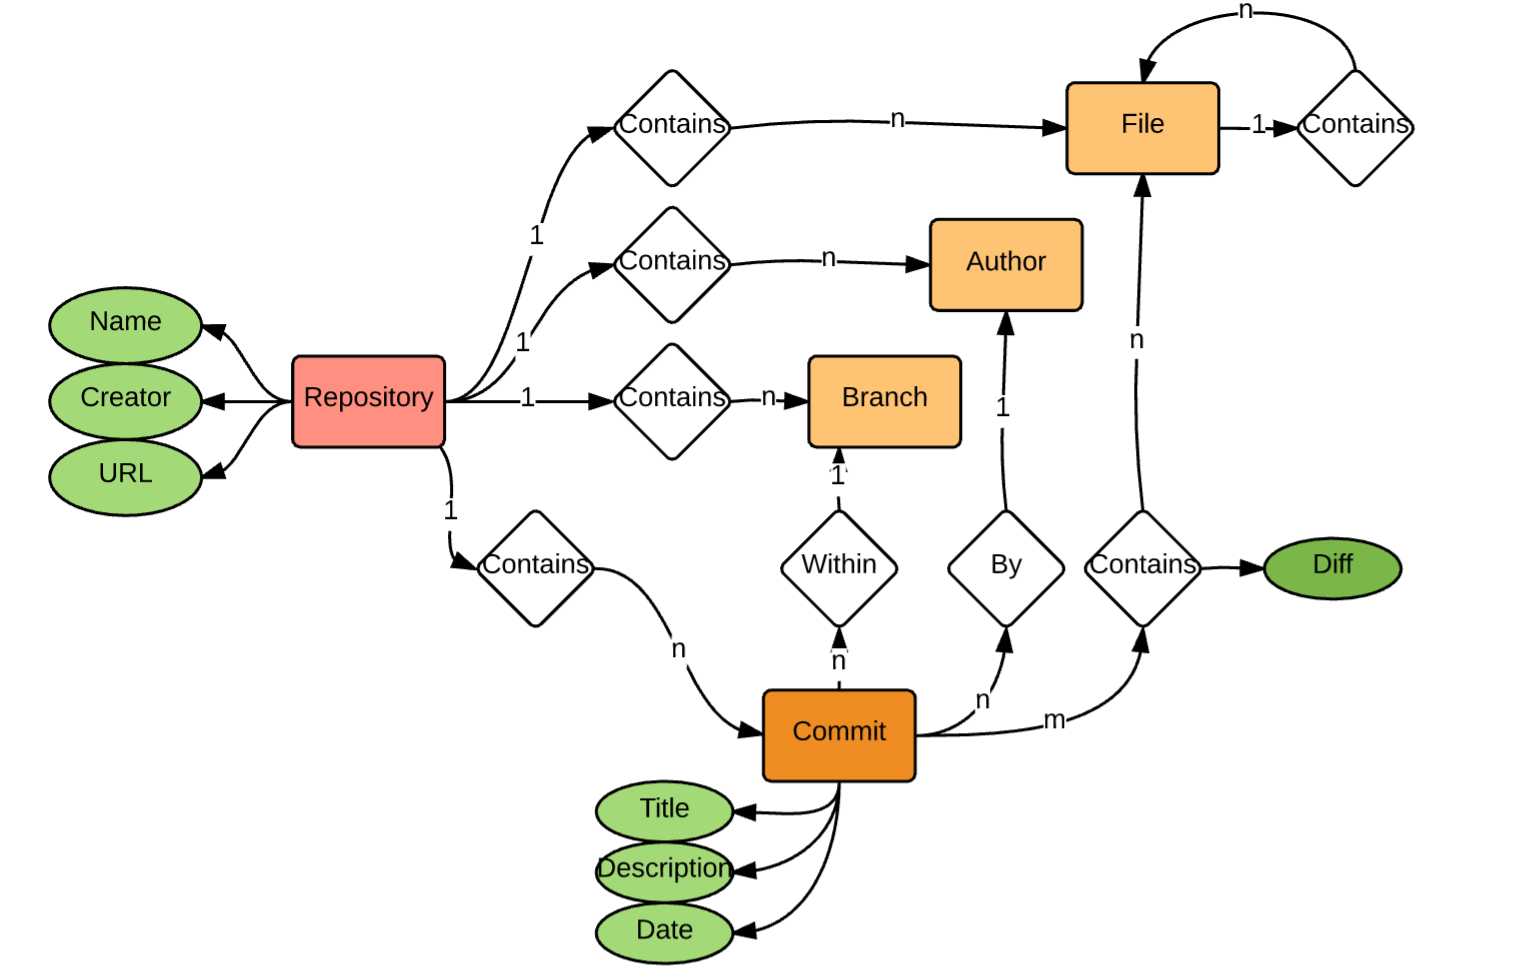 n
Contains
n
File
1
Contains
1
Contains
n
Author
1
Name
Creator
URL
Repository
1
Contains
n
Branch
n
1
1
1
Contains
Within
By
Contains
Diff
n
n
n
m
Commit
Title
Description
Date